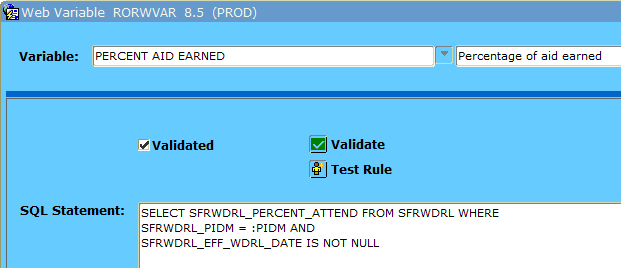 Web Variable RORWVAR 8.5 (PROD)
Variable: PERCENT AID EARNED Percentage of aid earned
Validated Validate
Test Rule
SQL Statement: SELECT SFRWDRL_PERCENT_ATTEND FROM SFRWDRL WHERE
SFRWDRL_PIDM = :PIDM AND
SFRWDRL_EFF_WDRL_DATE IS NOT NULL